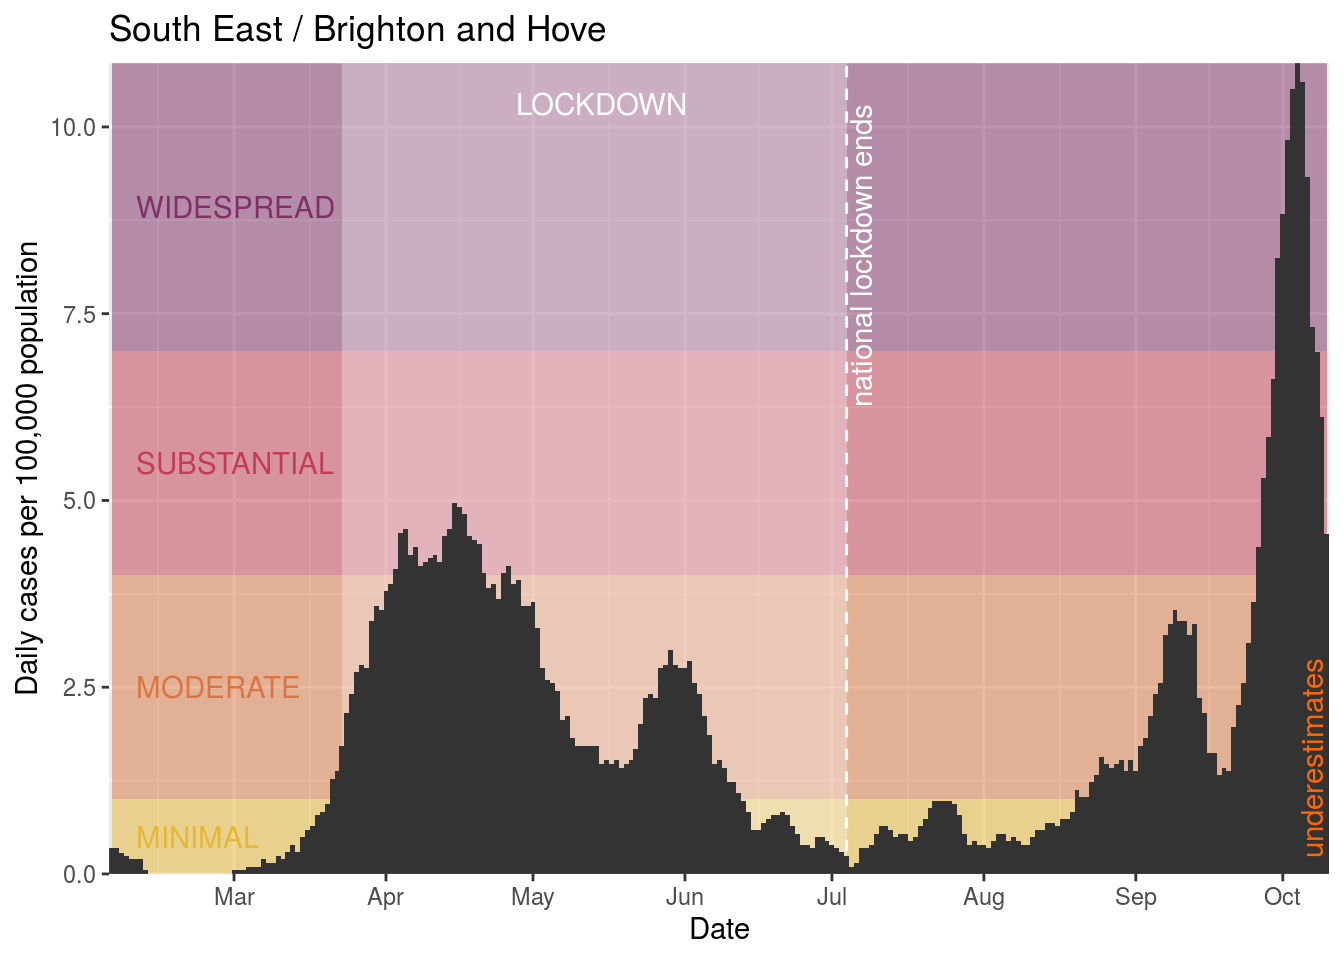 South East / Brighton and Hove
LOCKDOWN
national lockdown ends
WIDESPREAD
SUBSTANTIAL
MODERATE
MINIMAL
underestimates
Daily cases per 100,000 population
10.0
7.5
5.0
2.5
0.0
Mar Apr May Jun Jul Aug Sep Oct
Date